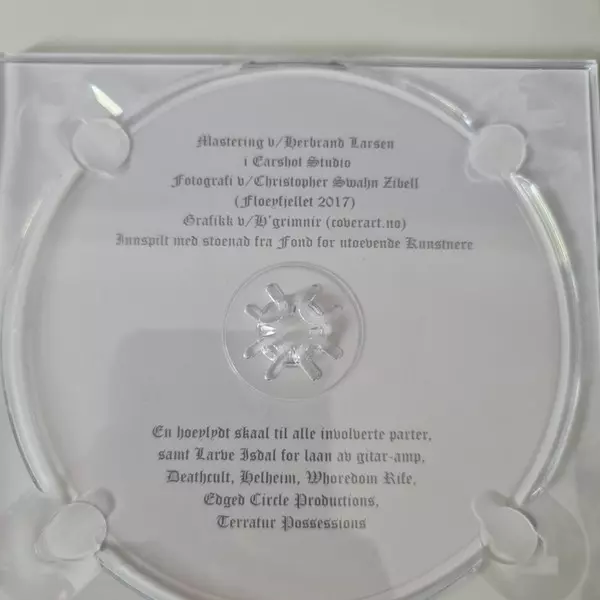 Mastering v/Herbrand Larsen
i Earshot Studio
Fotografi v/Christopher Swahn Zibell
(Floeyfjellet 2017)
Grafikk v/H'grimnir (coveract.no)
Innspilt med stoenad fra Fond for utoevende Kunstnere
En hoeylydt skaal til alle involverte parter,
samt Larve Isdal for laan av gitar-amp,
Deathcult, Helheim, Whoredom Rife,
Edged Circle Productions,
Terratur Possessions